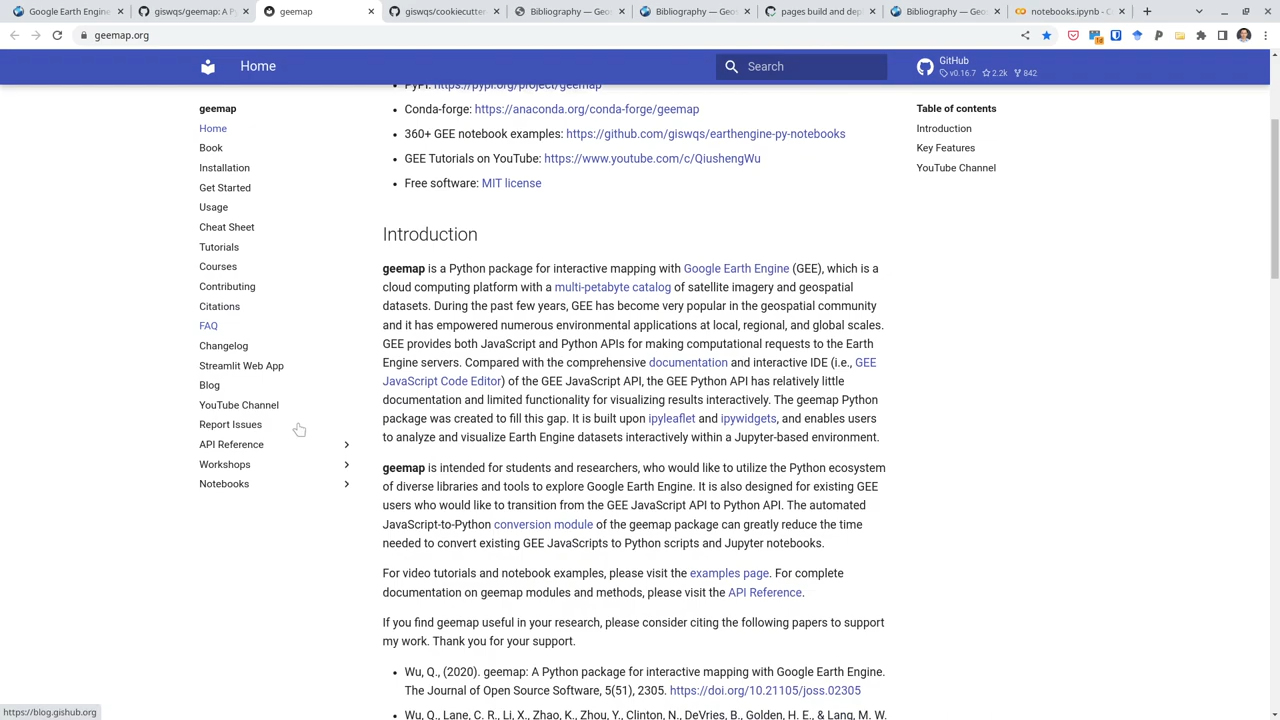 Google Earth Engine
giswqs/geemap: A Py
geemap
giswqs/cookiecutter-
Bibliography — Geo
Bibliography — Geo
pages build and dep
Bibliography — Geo
notebooks.ipynb - C
geemap.org
Home
Search
GitHub
v0.16.7 2.2k 842
geemap
Home
Book
Installation
Get Started
Usage
Cheat Sheet
Tutorials
Courses
Contributing
Citations
FAQ
Changelog
Streamlit Web App
Blog
YouTube Channel
Report Issues
API Reference
Workshops
Notebooks
PyPI: https://pypi.org/project/geemap
Conda-forge: https://anaconda.org/conda-forge/geemap
360+ GEE notebook examples: https://github.com/giswqs/earthengine-py-notebooks
GEE Tutorials on YouTube: https://www.youtube.com/c/QiushengWu
Free software: MIT license
Introduction
geemap is a Python package for interactive mapping with Google Earth Engine (GEE), which is a
cloud computing platform with a multi-petabyte catalog of satellite imagery and geospatial
datasets. During the past few years, GEE has become very popular in the geospatial community
and it has empowered numerous environmental applications at local, regional, and global scales.
GEE provides both JavaScript and Python APIs for making computational requests to the Earth
Engine servers. Compared with the comprehensive documentation and interactive IDE (i.e., GEE
JavaScript Code Editor) of the GEE JavaScript API, the GEE Python API has relatively little
documentation and limited functionality for visualizing results interactively. The geemap Python
package was created to fill this gap. It is built upon ipyleaflet and ipywidgets, and enables users
to analyze and visualize Earth Engine datasets interactively within a Jupyter-based environment.
geemap is intended for students and researchers, who would like to utilize the Python ecosystem
of diverse libraries and tools to explore Google Earth Engine. It is also designed for existing GEE
users who would like to transition from the GEE JavaScript API to Python API. The automated
JavaScript-to-Python conversion module of the geemap package can greatly reduce the time
needed to convert existing GEE JavaScripts to Python scripts and Jupyter notebooks.
For video tutorials and notebook examples, please visit the examples page. For complete
documentation on geemap modules and methods, please visit the API Reference.
If you find geemap useful in your research, please consider citing the following papers to support
my work. Thank you for your support.
Wu, Q., (2020). geemap: A Python package for interactive mapping with Google Earth Engine.
The Journal of Open Source Software, 5(51), 2305. https://doi.org/10.21105/joss.02305
Wu, Q., Lane, C. R., Li, X., Zhao, K., Zhou, Y., Clinton, N., DeVries, B., Golden, H. E., & Lang, M. W.
Table of contents
Introduction
Key Features
YouTube Channel
https://blog.gishub.org